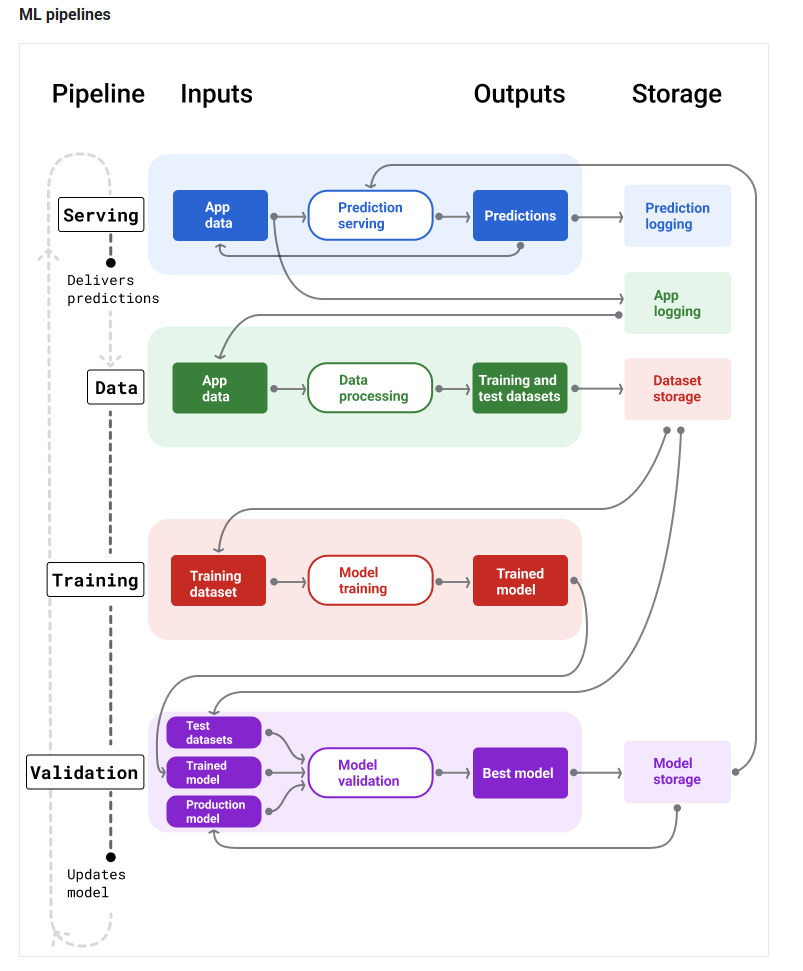 ML pipelines
Pipeline
Inputs
Outputs
Storage
Serving
App
data
Prediction
serving
Predictions
Prediction
logging
Delivers
predictions
App
logging
Data
App
data
Data
processing
Training and
test datasets
Dataset
storage
Training
Training
dataset
Model
training
Trained
model
Validation
Test
datasets
Trained
model
Production
model
Model
validation
Best model
Model
storage
Updates
model